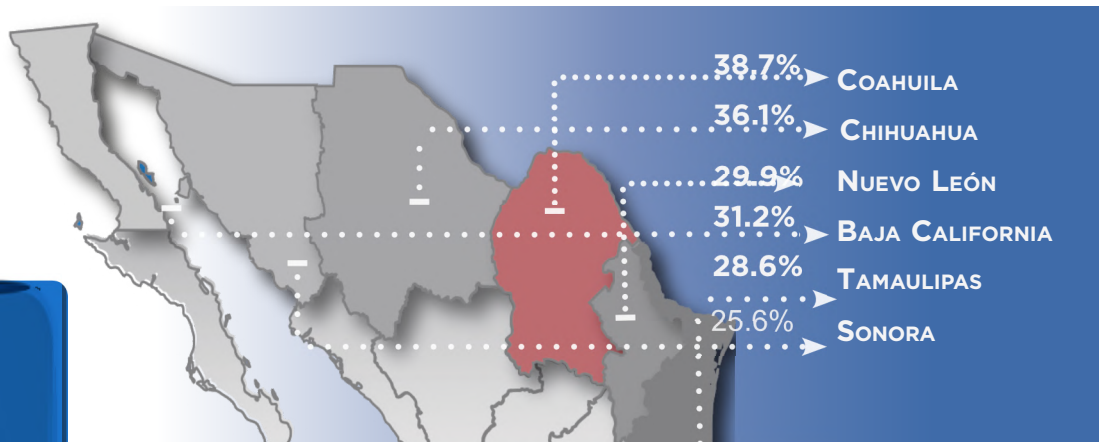 38.7% Coahuila
36.1% Chihuahua
29.9% Nuevo León
31.2% Baja California
28.6% Tamaulipas
25.6% Sonora